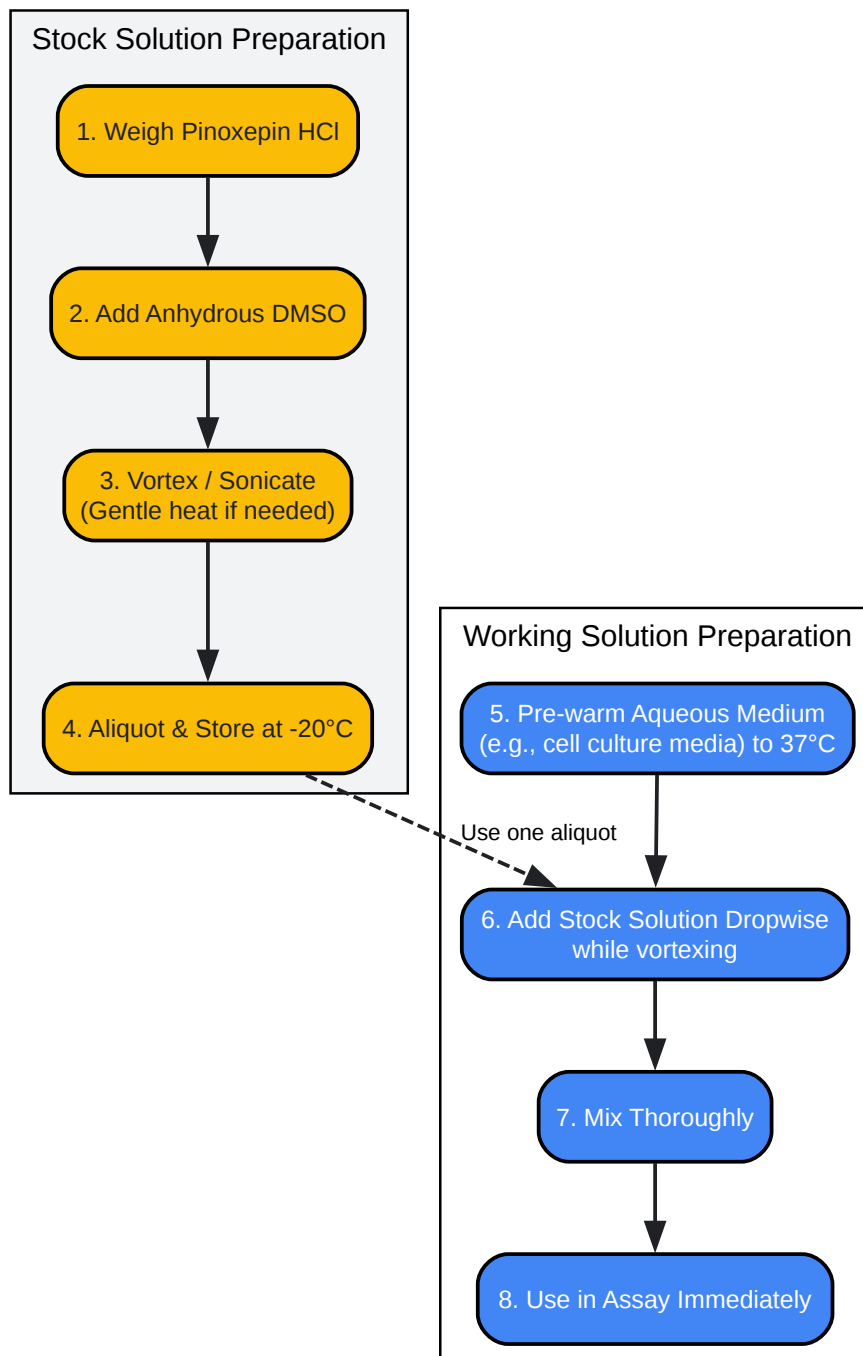 Stock Solution Preparation
1. Weigh Pinoxepin HCl
2. Add Anhydrous DMSO
3. Vortex / Sonicate
(Gentle heat if needed)
4. Aliquot & Store at -20°C
Use one aliquot
Working Solution Preparation
5. Pre-warm Aqueous Medium
(e.g., cell culture media) to 37°C
6. Add Stock Solution Dropwise
while vortexing
7. Mix Thoroughly
8. Use in Assay Immediately